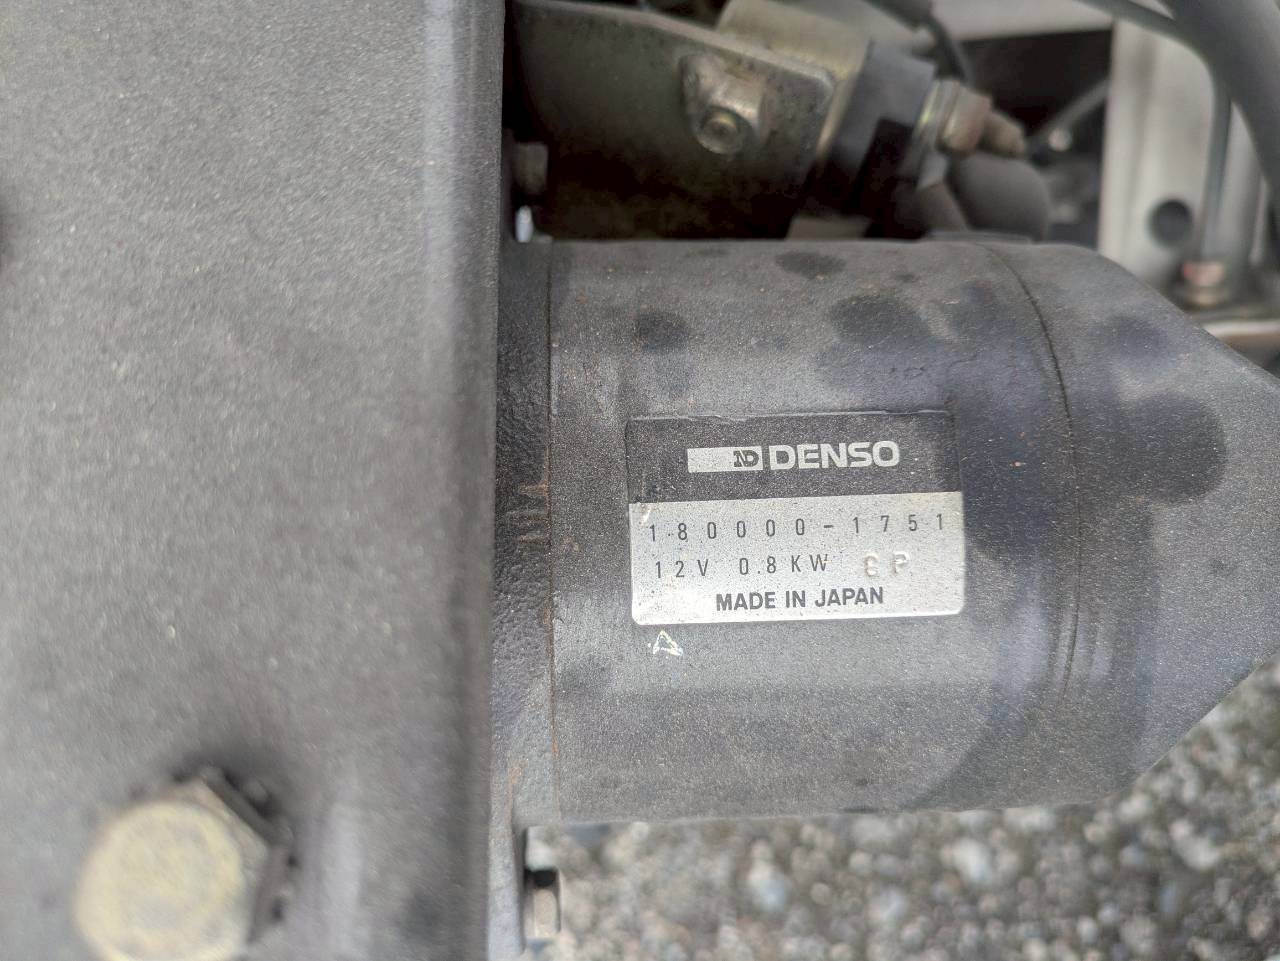 ND DENSO
180000-1751
12V 0.8KW 8P
MADE IN JAPAN